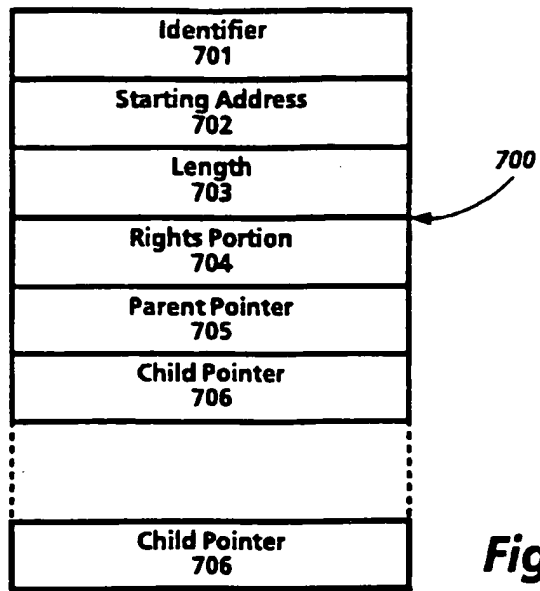 Identifier
701
Starting Address
702
Length
703
700
Rights Portion
704
Parent Pointer
705
Child Pointer
706
Child Pointer
706
Fig